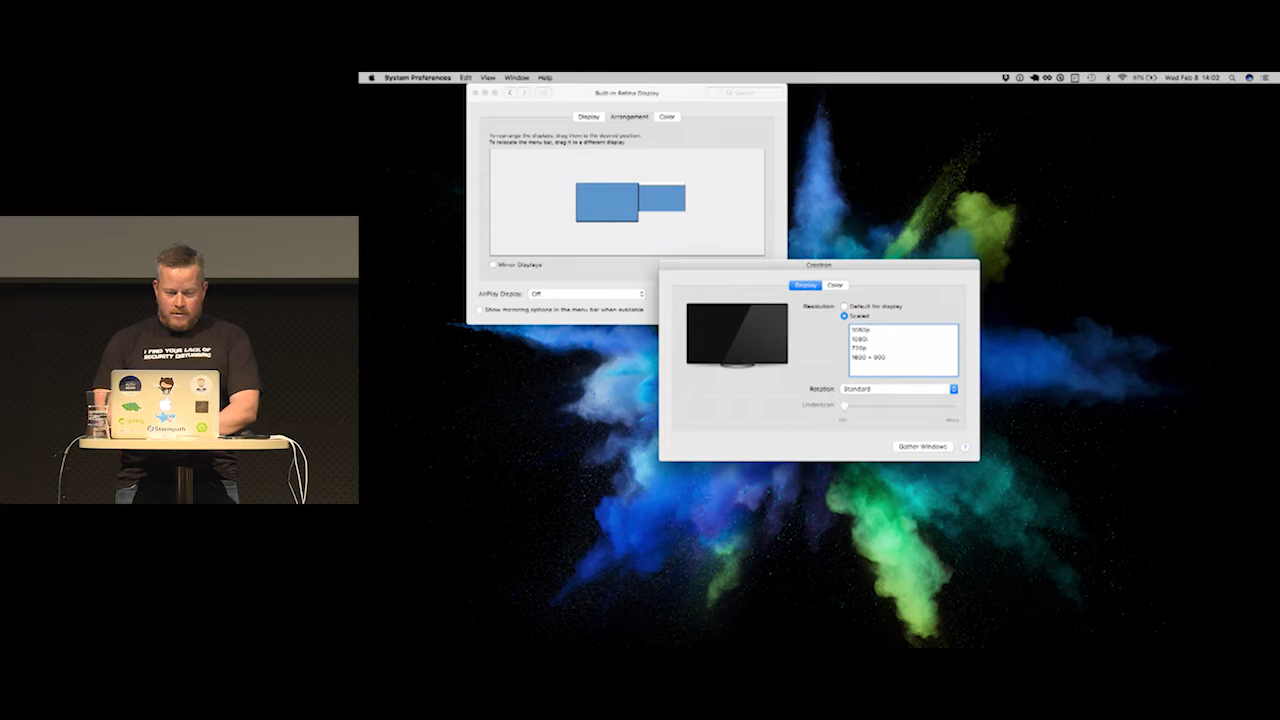 System Preferences Edit View Window Help
97% Wed Feb 8 14:02
Built-in Retina Display
Search
Display Arrangement Color
To rearrange the displays, drag them to the desired position.
To relocate the menu bar, drag it to a different display.
Mirror Displays
AirPlay Display: Off
Show mirroring options in the menu bar when available
Crestron
Display Color
Resolution: Default for display
Scaled
1080p
1080i
720p
1600 × 900
Rotation: Standard
Underscan:
Off More
Gather Windows ?
I FIND YOUR LACK OF
SECURITY DISTURBING
spring
Stormpath